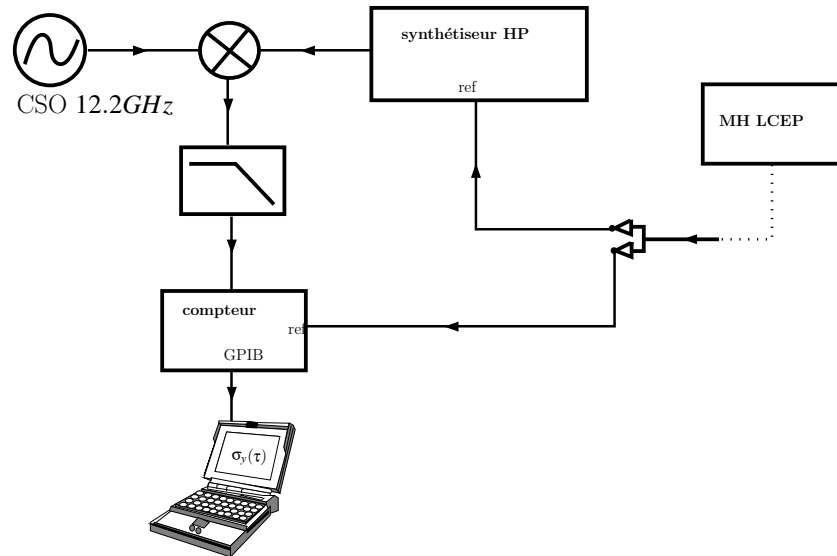 synthétiseur HP
ref
CSO 12.2GHz
MH LCEP
compteur
ref
GPIB
σy(τ)